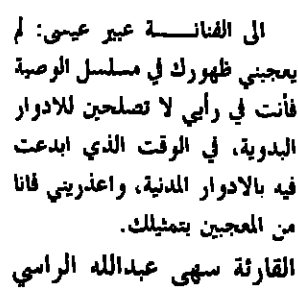 الى الفنانـــــة عبير عيسى: لم
يعجبني ظهورك في مسلسل الوصية
فأنت في رأيي لا تصلحين للادوار
البدوية، في الوقت الذي ابدعت
فيه بالادوار المدنية، واعذريني فانا
من المعجبين بتمثيلك.
القارئة سهى عبدالله الراسي